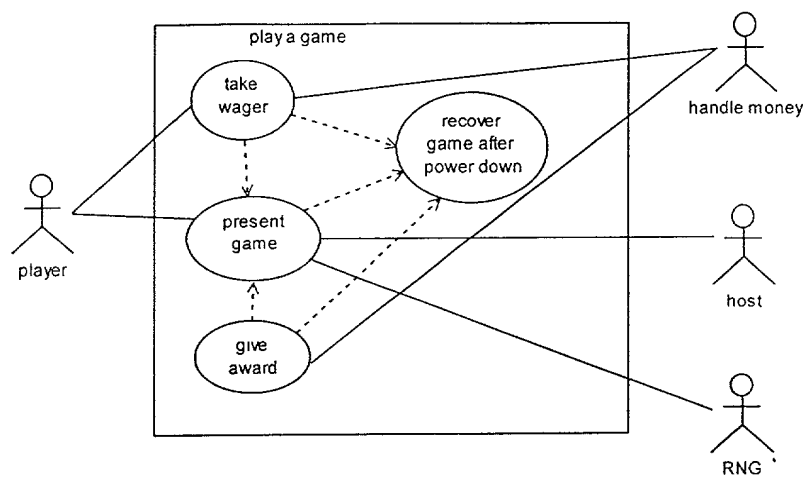 play a game
take
wager
recover
game after
power down
handle money
present
game
player
host
give
award
RNG